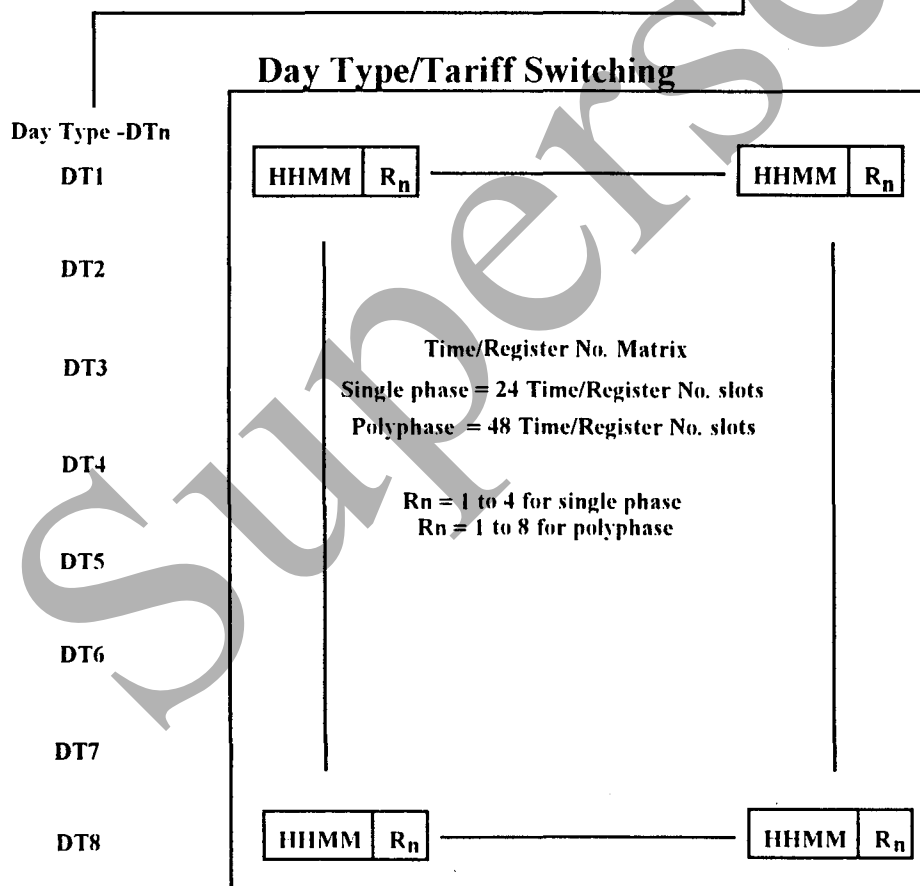 Day Type/Tariff Switching
Day Type -DTn
DT1
HHMM Rn HHMM Rn
DT2
DT3
Time/Register No. Matrix
Single phase = 24 Time/Register No. slots
Polyphase = 48 Time/Register No. slots
DT4
Rn = 1 to 4 for single phase
Rn = 1 to 8 for polyphase
DT5
DT6
DT7
DT8
HHMM Rn HHMM Rn
Superse